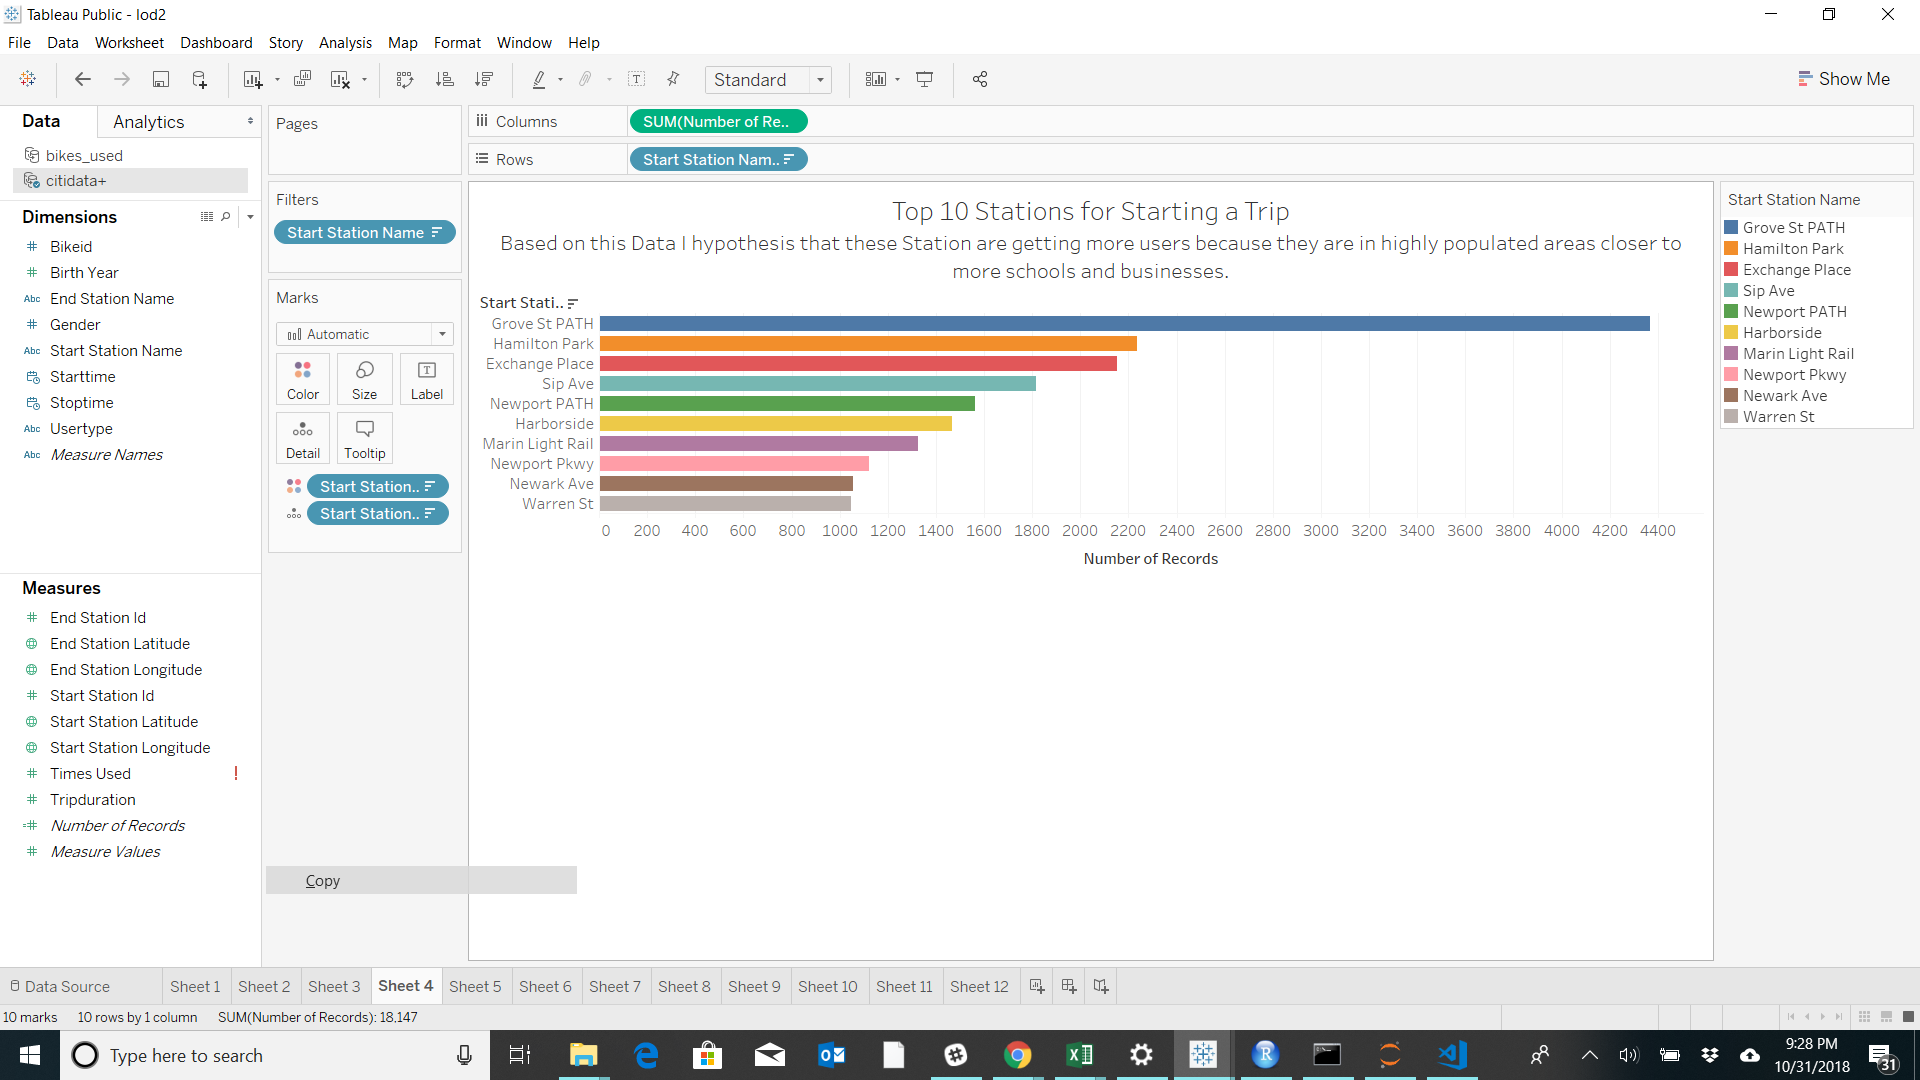 Tableau Public - lod2
File Data Worksheet Dashboard Story Analysis Map Format Window Help
Standard
Show Me
Data Analytics
bikes_used
citidata+
Dimensions
# Bikeid
# Birth Year
Abc End Station Name
# Gender
Abc Start Station Name
Starttime
Stoptime
Abc Usertype
Abc Measure Names
Measures
# End Station Id
End Station Latitude
End Station Longitude
# Start Station Id
Start Station Latitude
Start Station Longitude
# Times Used !
# Tripduration
=# Number of Records
# Measure Values
Pages
Filters
Start Station Name
Marks
Automatic
Color Size Label
Detail Tooltip
Start Station..
Start Station..
Copy
Columns SUM(Number of Re..
Rows Start Station Nam..
Top 10 Stations for Starting a Trip
Based on this Data I hypothesis that these Station are getting more users because they are in highly populated areas closer to
more schools and businesses.
Start Stati..
Grove St PATH
Hamilton Park
Exchange Place
Sip Ave
Newport PATH
Harborside
Marin Light Rail
Newport Pkwy
Newark Ave
Warren St
0 200 400 600 800 1000 1200 1400 1600 1800 2000 2200 2400 2600 2800 3000 3200 3400 3600 3800 4000 4200 4400
Number of Records
Start Station Name
Grove St PATH
Hamilton Park
Exchange Place
Sip Ave
Newport PATH
Harborside
Marin Light Rail
Newport Pkwy
Newark Ave
Warren St
Data Source Sheet 1 Sheet 2 Sheet 3 Sheet 4 Sheet 5 Sheet 6 Sheet 7 Sheet 8 Sheet 9 Sheet 10 Sheet 11 Sheet 12
10 marks 10 rows by 1 column SUM(Number of Records): 18,147
Type here to search
9:28 PM
10/31/2018
31